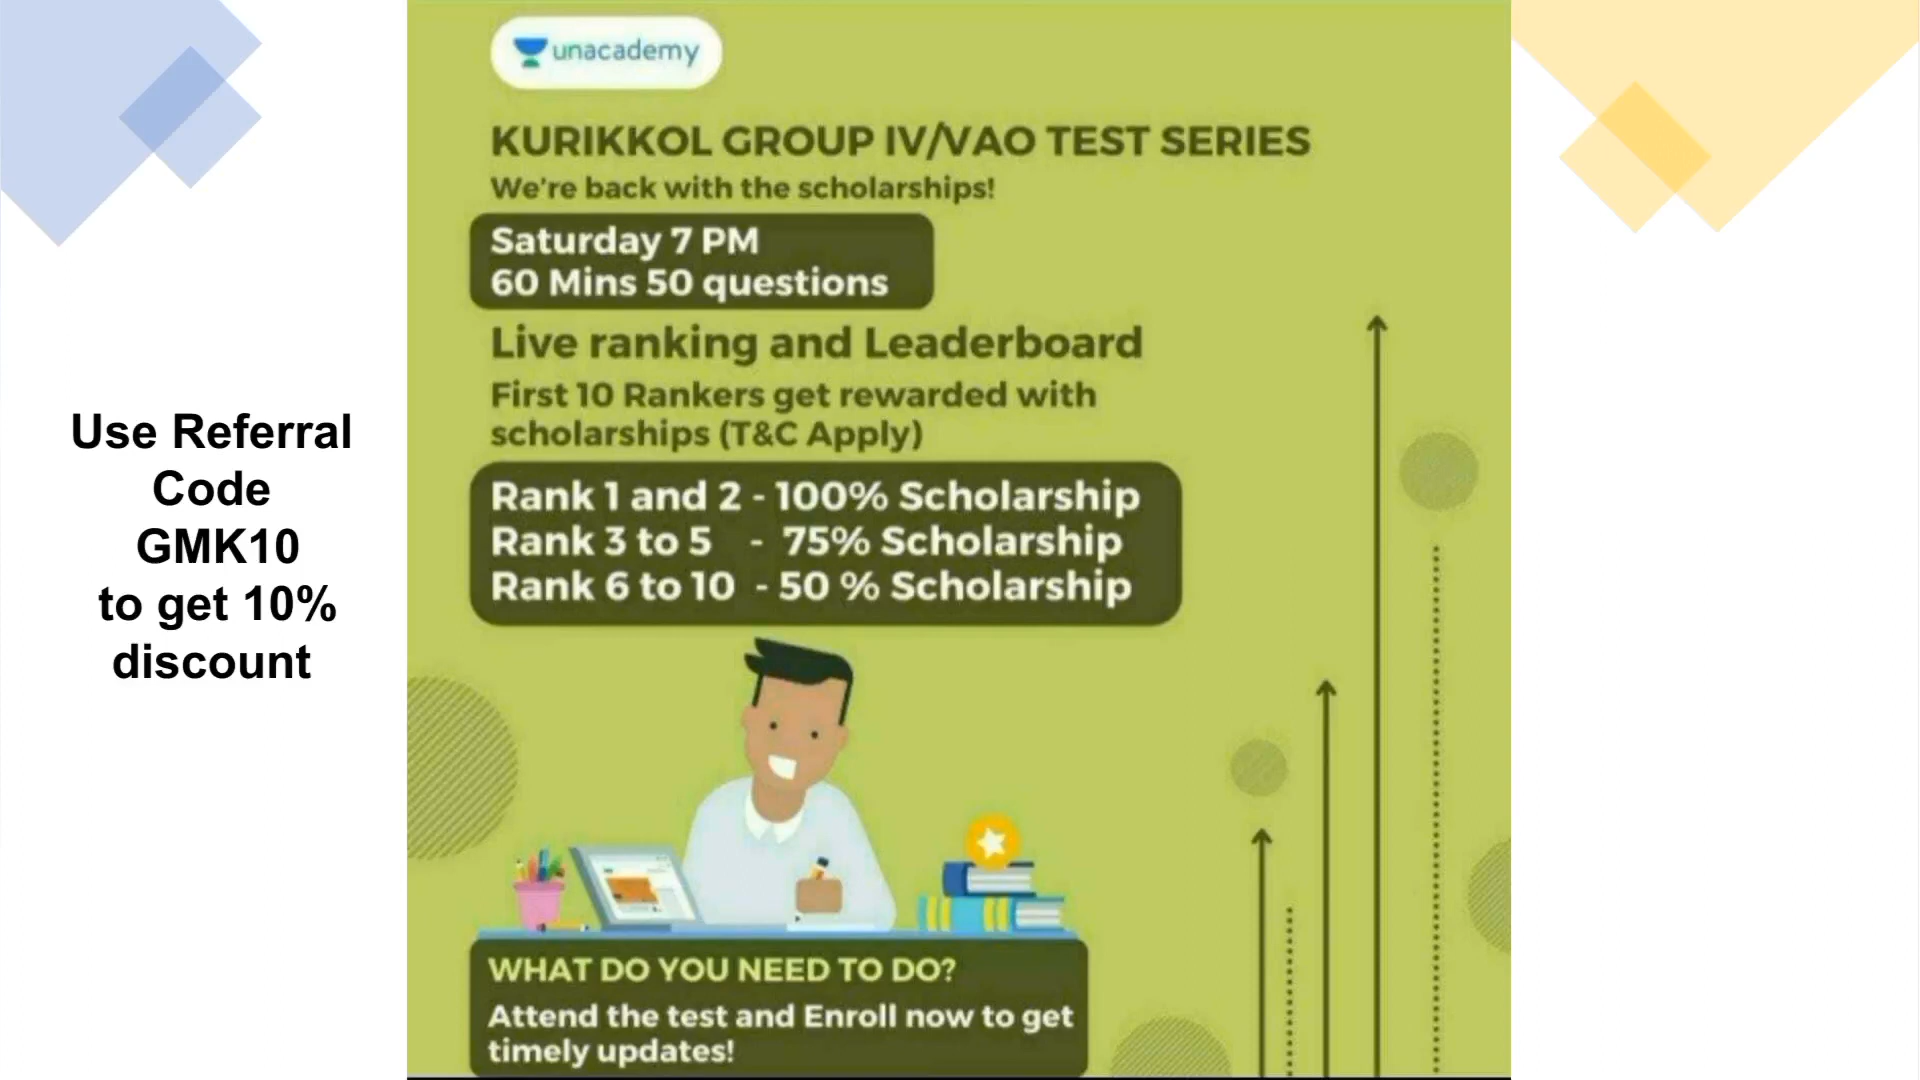 Use Referral
Code
GMK10
to get 10%
discount
unacademy
KURIKKOL GROUP IV/VAO TEST SERIES
We're back with the scholarships!
Saturday 7 PM
60 Mins 50 questions
Live ranking and Leaderboard
First 10 Rankers get rewarded with
scholarships (T&C Apply)
Rank 1 and 2 - 100% Scholarship
Rank 3 to 5 - 75% Scholarship
Rank 6 to 10 - 50 % Scholarship
WHAT DO YOU NEED TO DO?
Attend the test and Enroll now to get
timely updates!